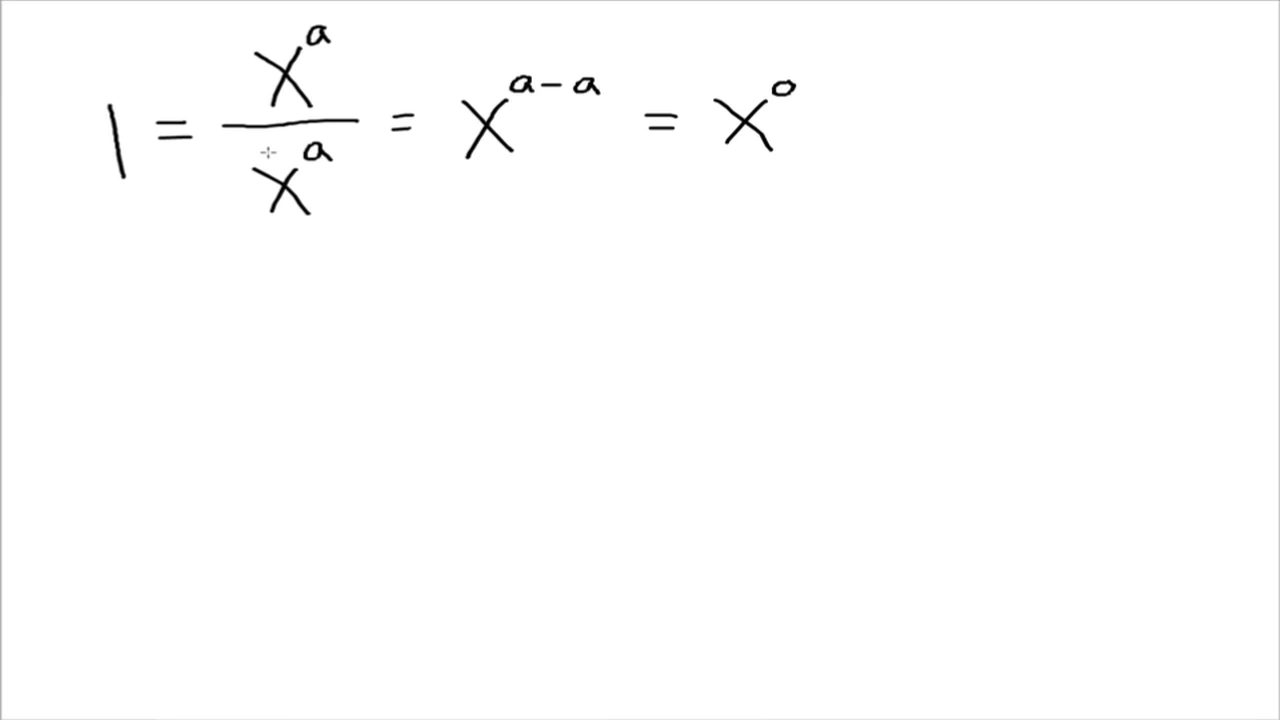 1 = x^a / x^a = x^(a-a) = x^0